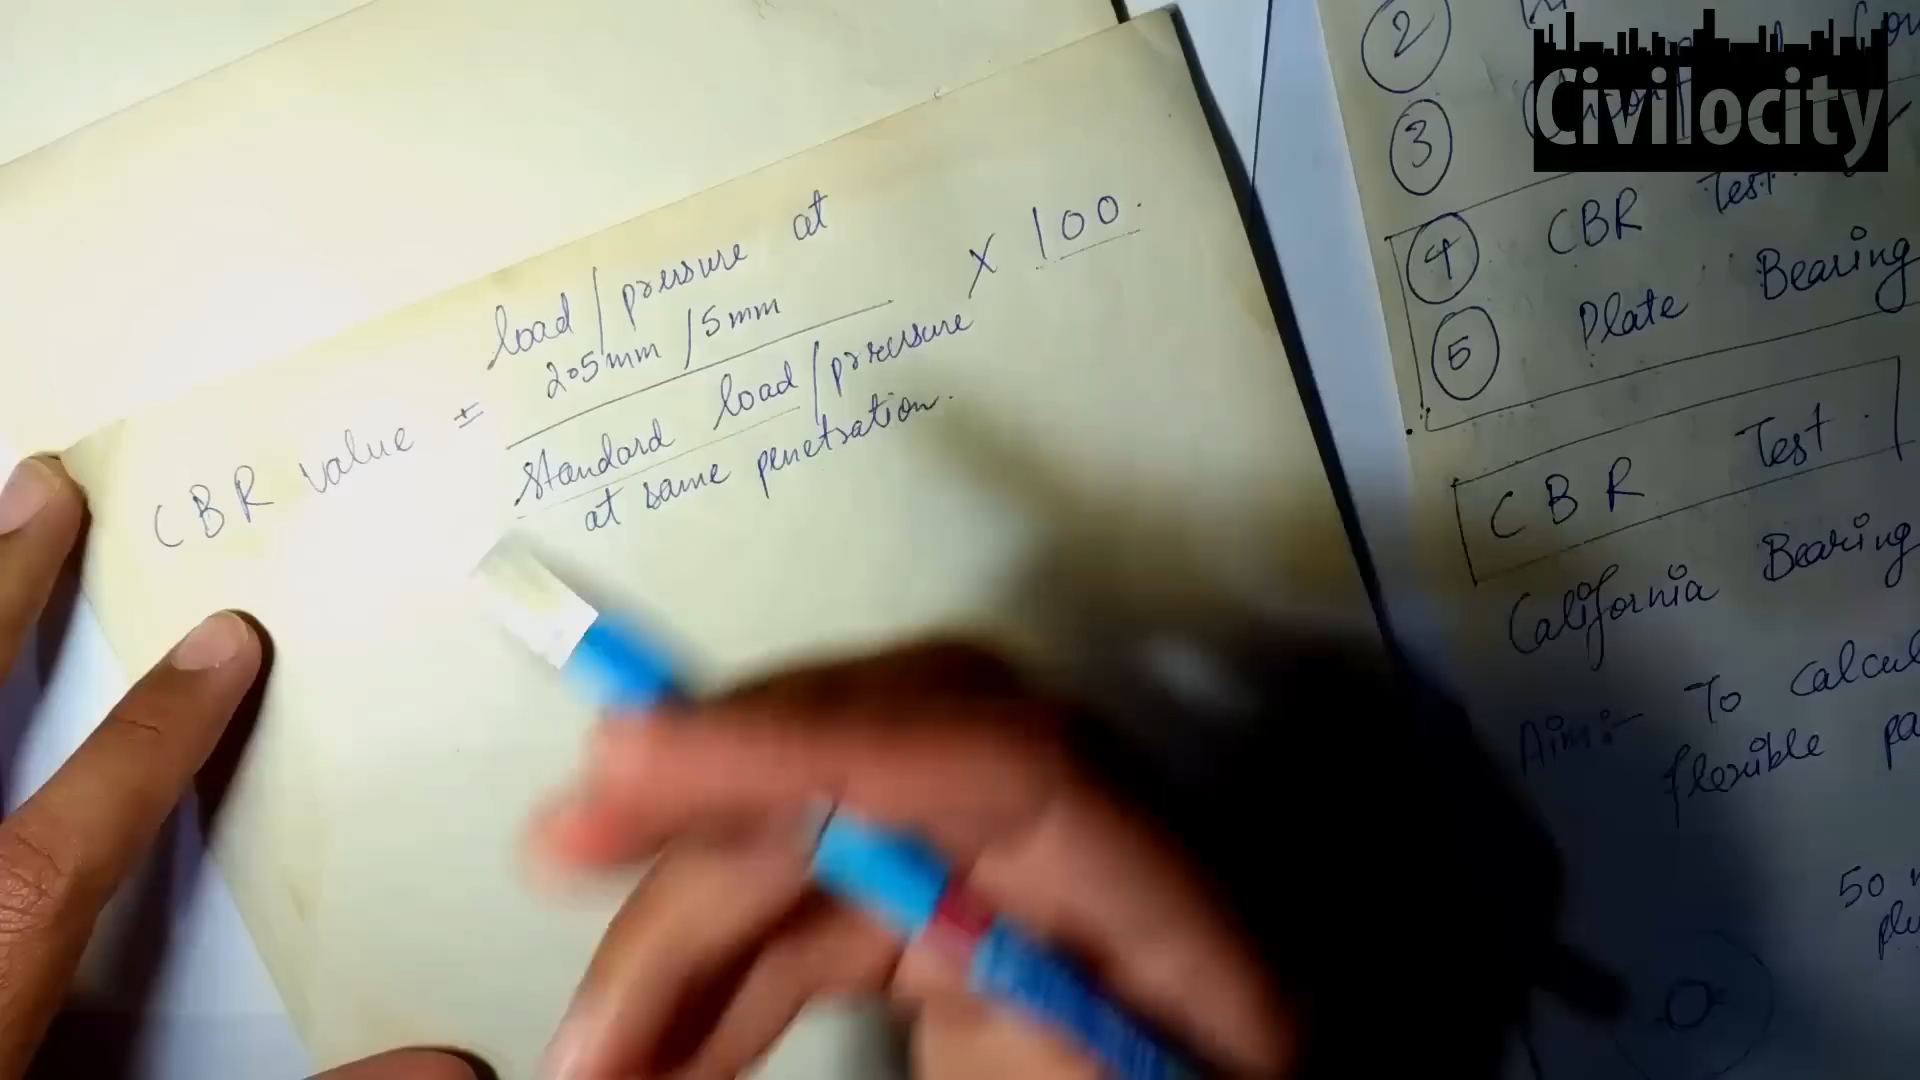 load/pressure at
2.5mm/5mm
CBR value = × 100.
Standard load/pressure
at same penetration.
2
3
4 CBR Test.
5 Plate Bearing
CBR Test.
California Bearing
Aim:- To calcul
flexible pa
50
Civilocity